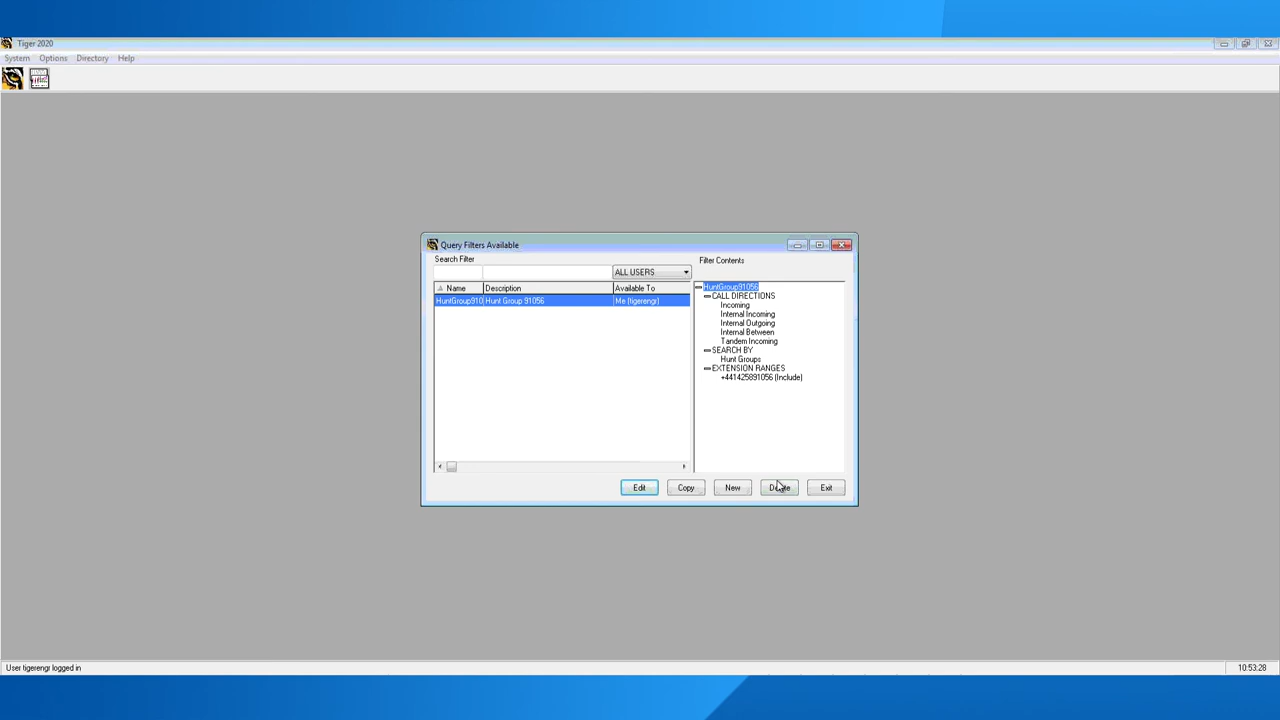 Tiger 2020
System Options Directory Help
Query Filters Available
Search Filter
ALL USERS
Filter Contents
Name Description Available To
HuntGroup910 Hunt Group 91056 Me (tigerengr)
HuntGroup91056
CALL DIRECTIONS
Incoming
Internal Incoming
Internal Outgoing
Internal Between
Tandem Incoming
SEARCH BY
Hunt Groups
EXTENSION RANGES
+441425891056 (Include)
Edit Copy New Delete Exit
User tigerengr logged in
10:53:28